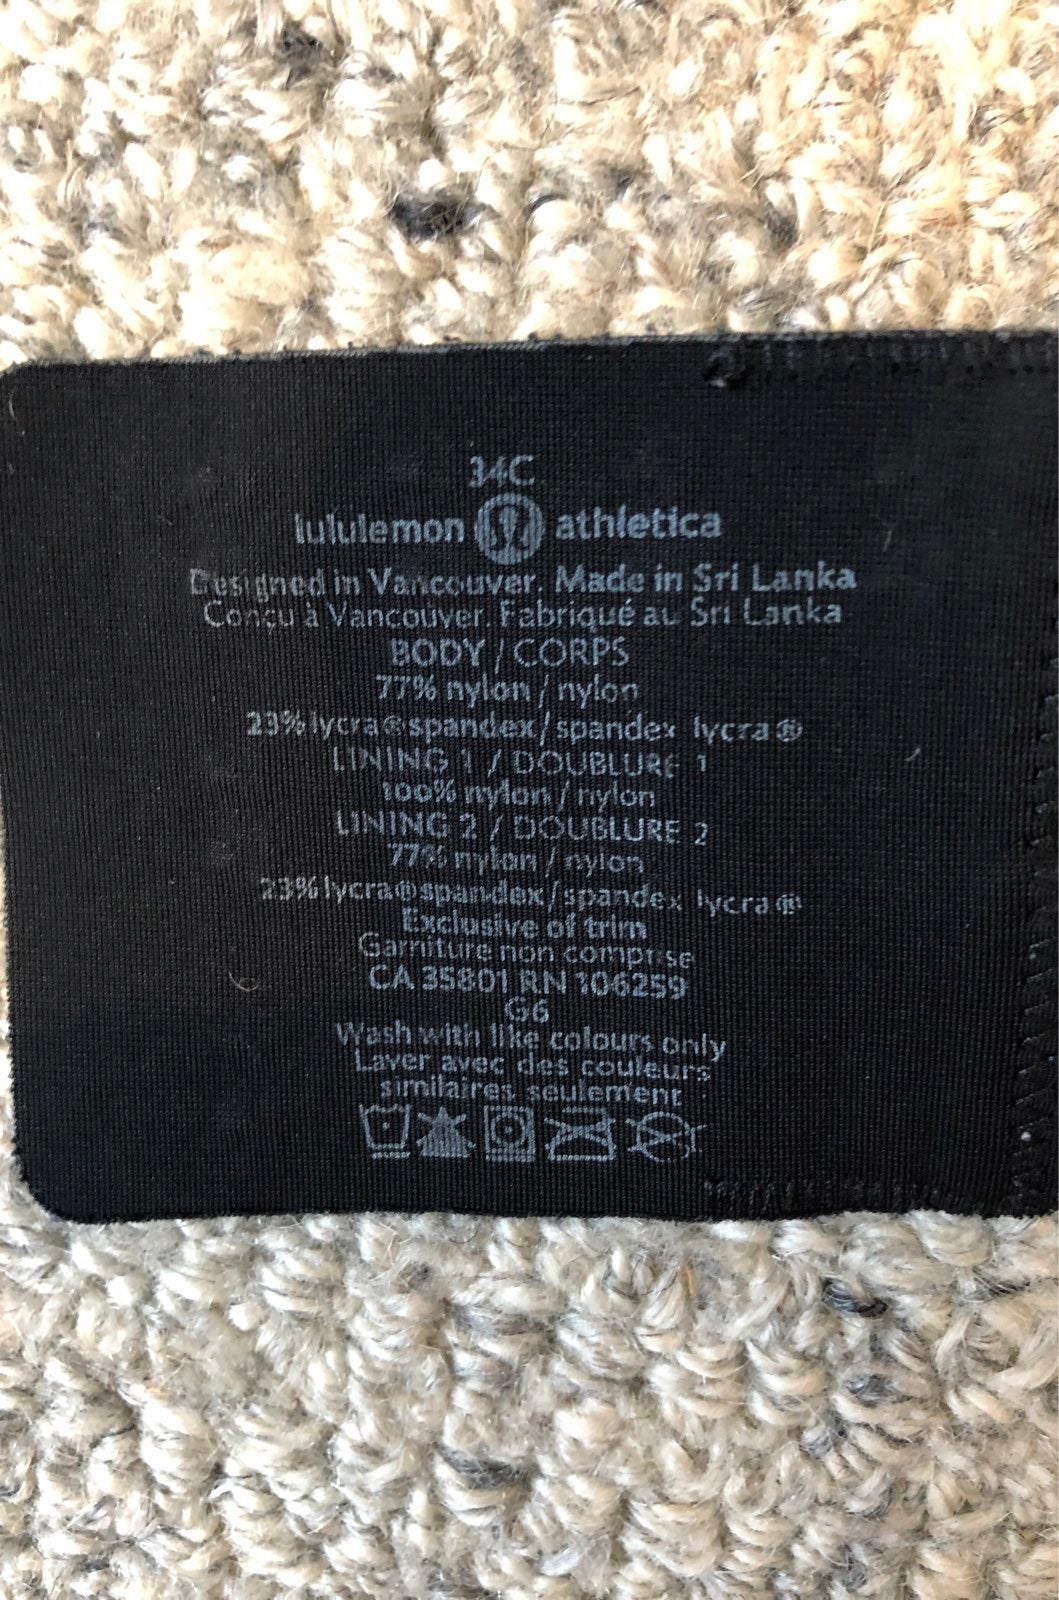 34C
lululemon athletica
Designed in Vancouver. Made in Sri Lanka
Conçu à Vancouver. Fabriqué au Sri Lanka
BODY / CORPS
77% nylon / nylon
23% lycra® spandex / spandex lycra®
LINING 1 / DOUBLURE 1
100% nylon / nylon
LINING 2 / DOUBLURE 2
77% nylon / nylon
23% lycra® spandex / spandex lycra®
Exclusive of trim
Garniture non comprise
CA 35801 RN 106259
G6
Wash with like colours only
Laver avec des couleurs
similaires seulement